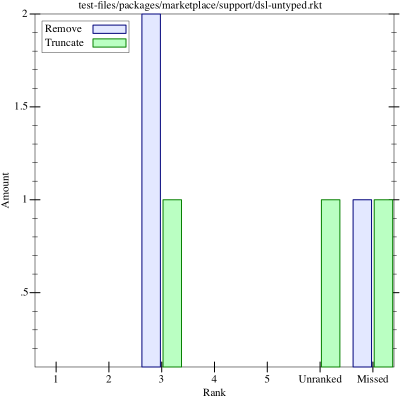 test-files/packages/marketplace/support/dsl-untyped.rkt
Remove
Truncate
2
1.5
1
.5
Amount
1 2 3 4 5 Unranked Missed
Rank